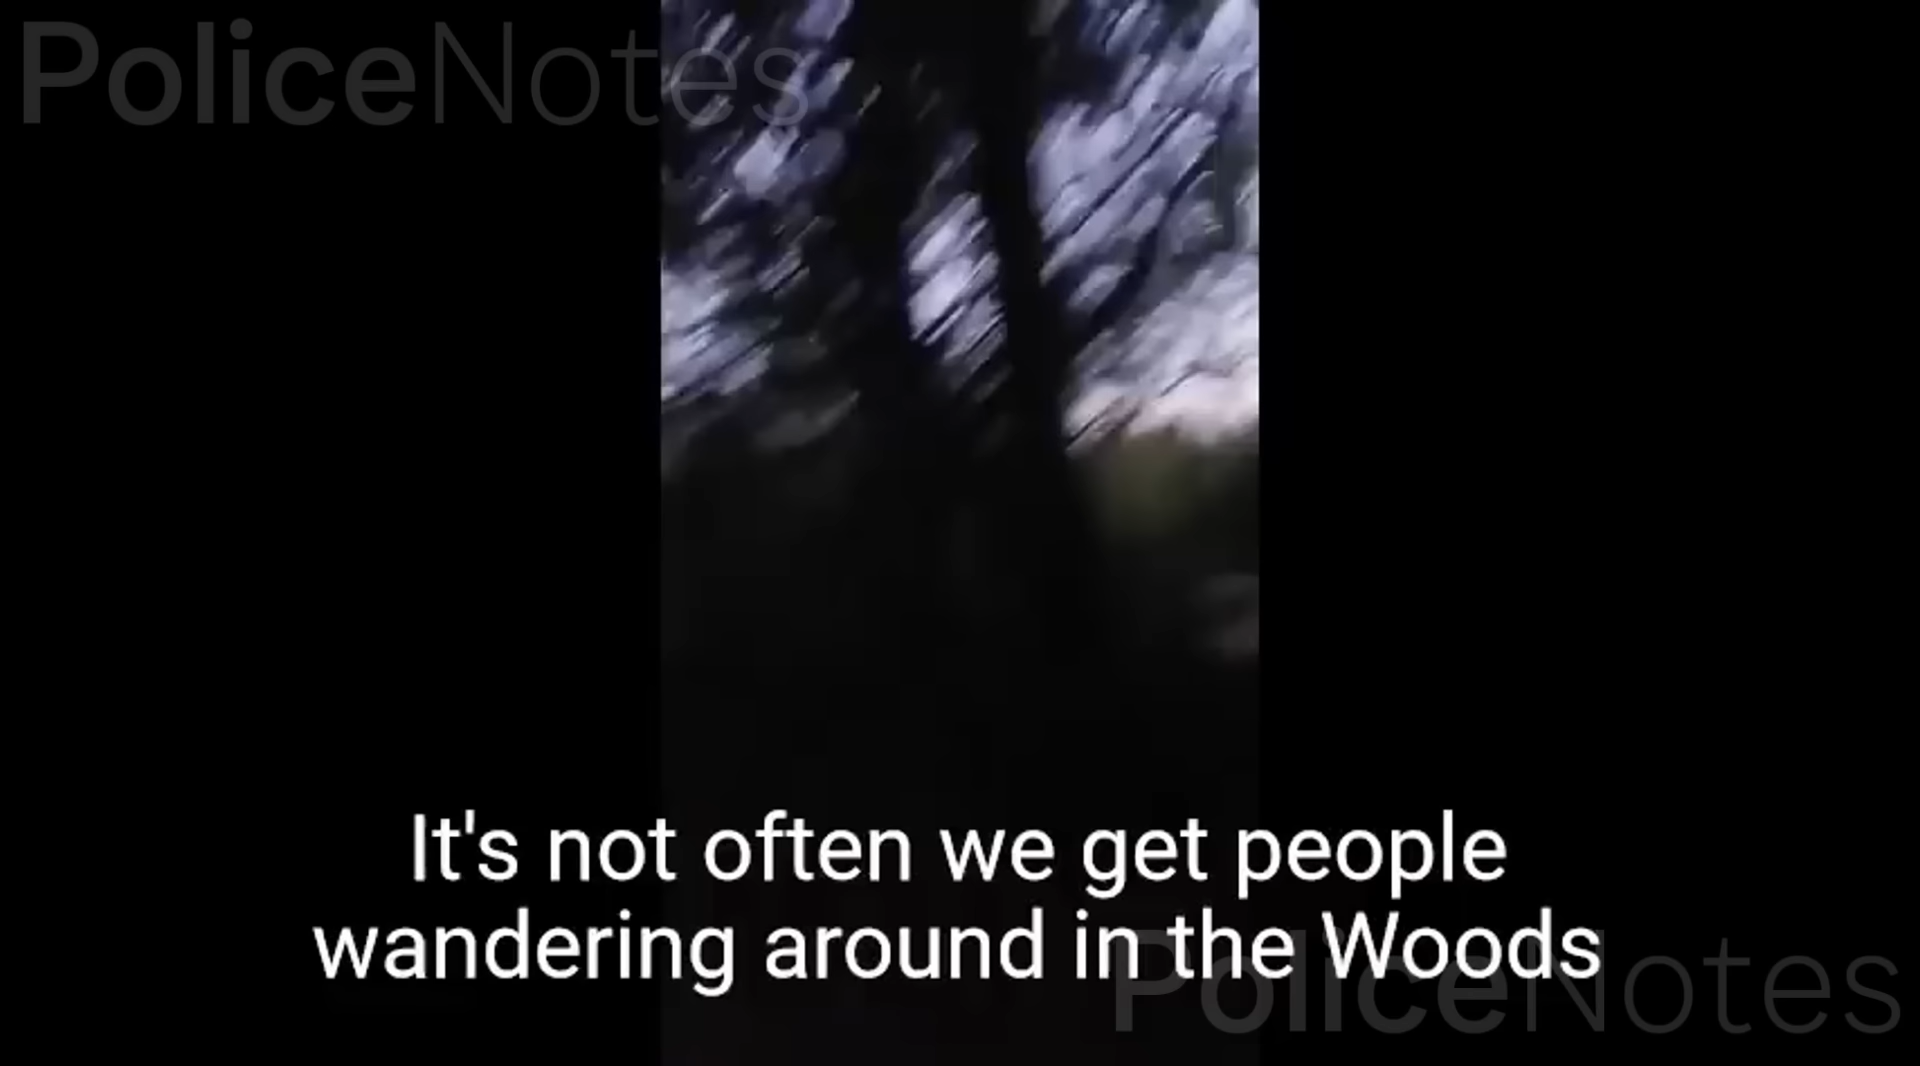 PoliceNotes
It's not often we get people
wandering around in the Woods
PoliceNotes